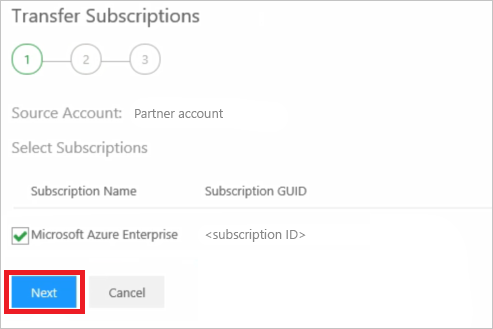 Transfer Subscriptions
1 2 3
Source Account: Partner account
Select Subscriptions
Subscription Name Subscription GUID
Microsoft Azure Enterprise <subscription ID>
Next Cancel